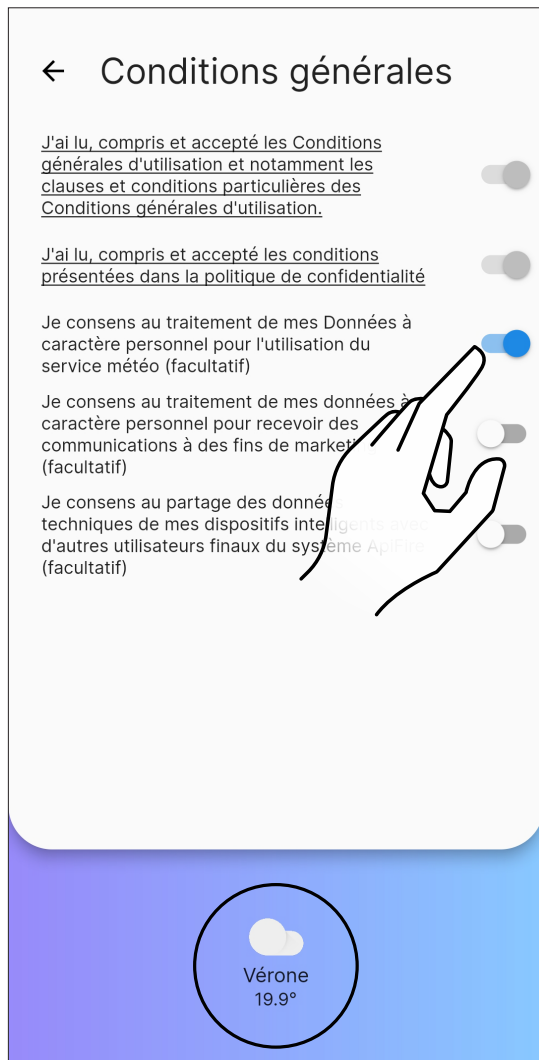 Conditions générales
J'ai lu, compris et accepté les Conditions
générales d'utilisation et notamment les
clauses et conditions particulières des
Conditions générales d'utilisation.
J'ai lu, compris et accepté les conditions
présentées dans la politique de confidentialité
Je consens au traitement de mes Données à
caractère personnel pour l'utilisation du
service météo (facultatif)
Je consens au traitement de mes données à
caractère personnel pour recevoir des
communications à des fins de marketi
(facultatif)
Je consens au partage des données
techniques de mes dispositifs intelligents avec
d'autres utilisateurs finaux du système ApiFire
(facultatif)
Vérone
19.9°